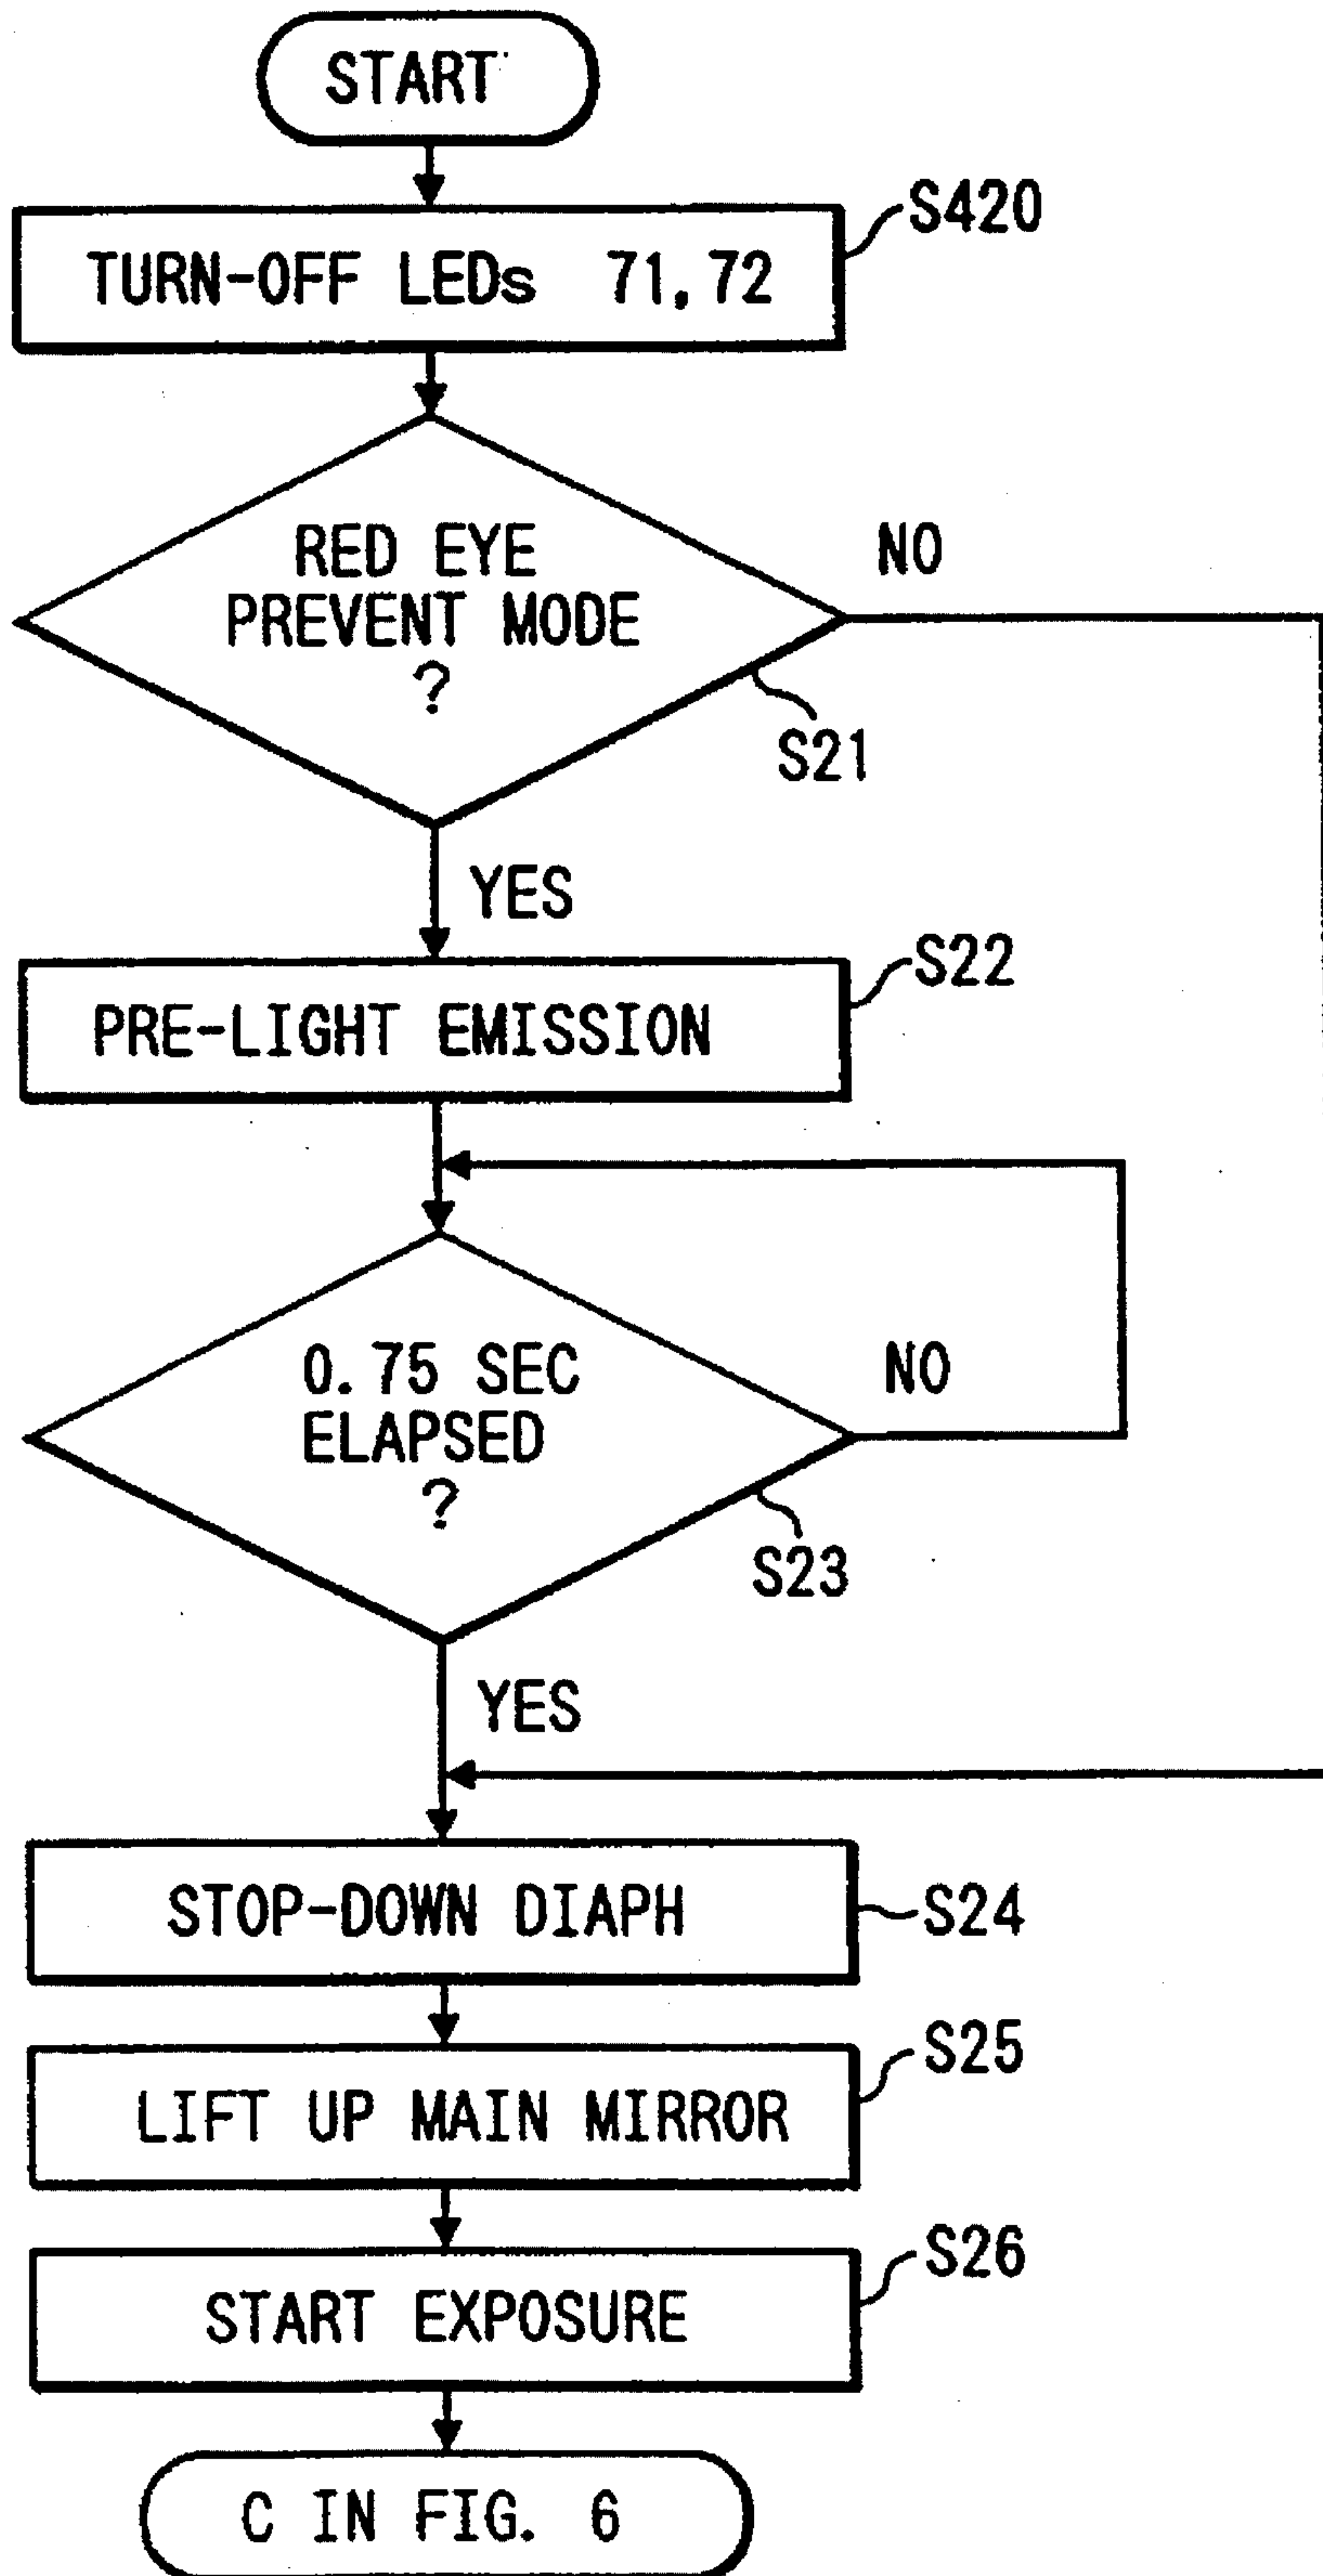 START
S420
TURN-OFF LEDs 71, 72
RED EYE
PREVENT MODE
?
NO
S21
YES
S22
PRE-LIGHT EMISSION
0.75 SEC
ELAPSED
?
NO
S23
YES
STOP-DOWN DIAPH
S24
S25
LIFT UP MAIN MIRROR
S26
START EXPOSURE
C IN FIG. 6